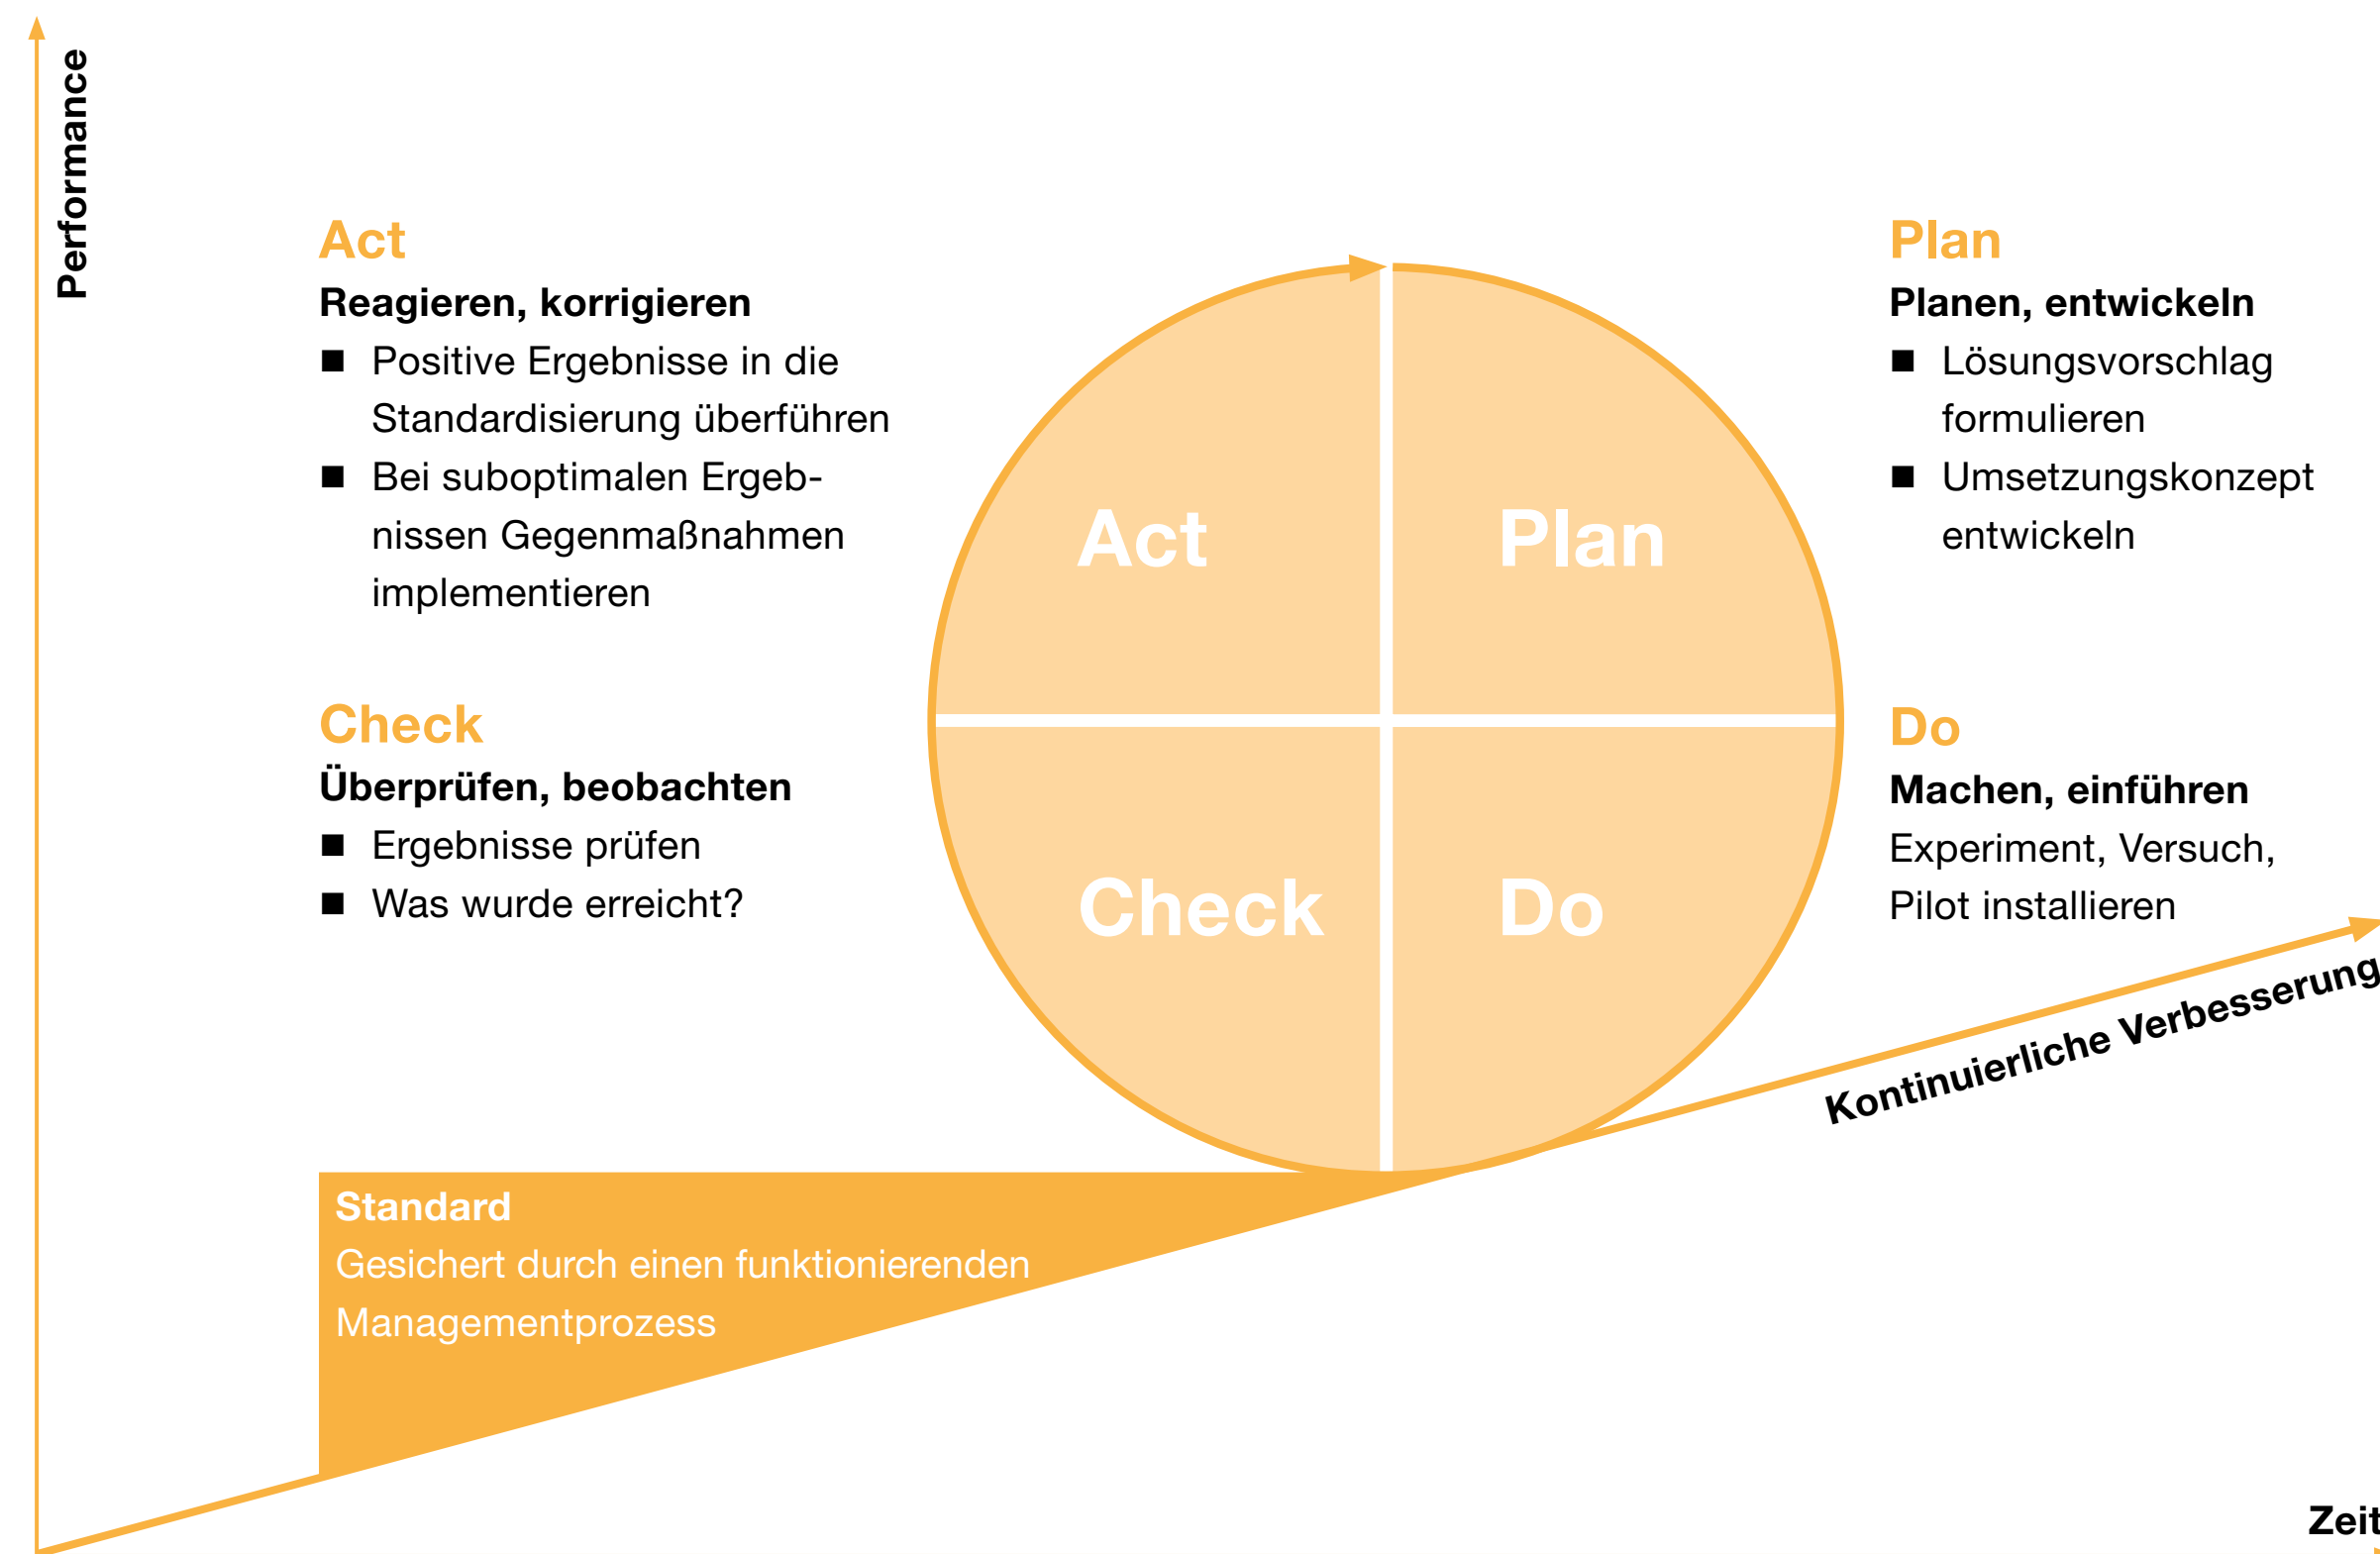 Performance
Act
Reagieren, korrigieren
■ Positive Ergebnisse in die
Standardisierung überführen
■ Bei suboptimalen Ergeb-
nissen Gegenmaßnahmen
implementieren
Check
Überprüfen, beobachten
■ Ergebnisse prüfen
■ Was wurde erreicht?
Act
Plan
Check
Do
Plan
Planen, entwickeln
■ Lösungsvorschlag
formulieren
■ Umsetzungskonzept
entwickeln
Do
Machen, einführen
Experiment, Versuch,
Pilot installieren
Kontinuierliche Verbesserung
Standard
Gesichert durch einen funktionierenden
Managementprozess
Zeit